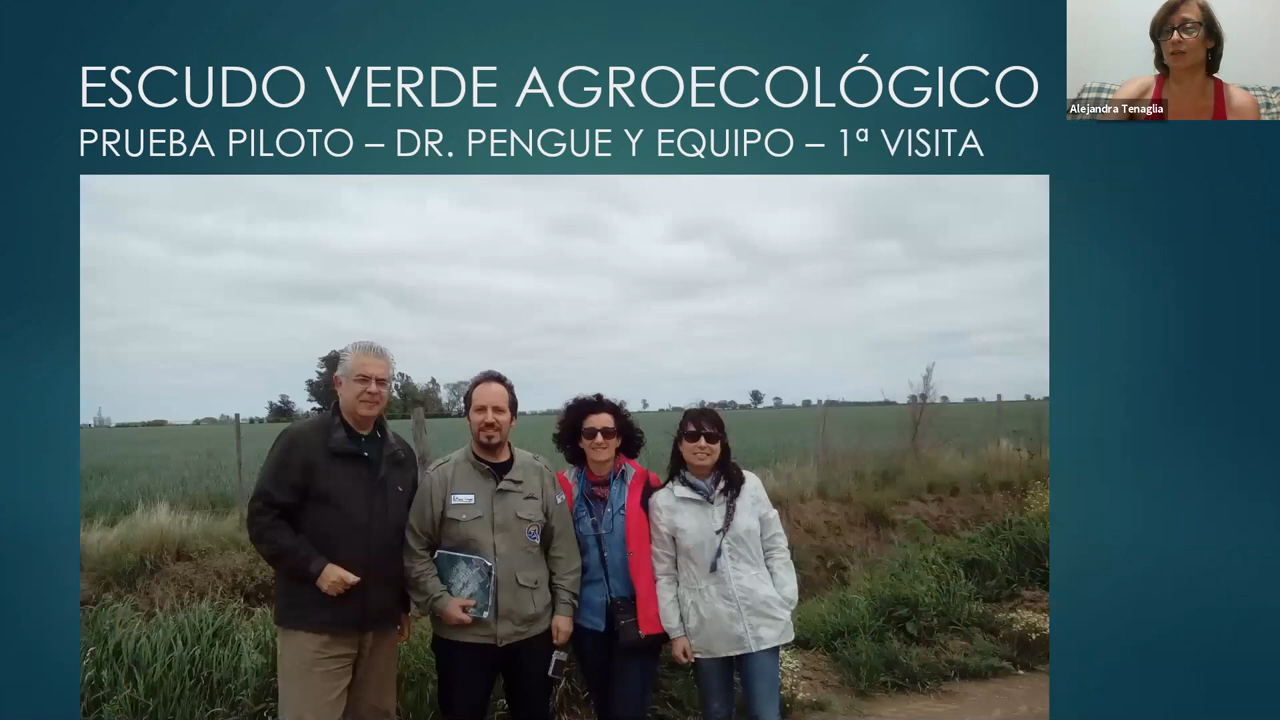 ESCUDO VERDE AGROECOLÓGICO
PRUEBA PILOTO – DR. PENGUE Y EQUIPO – 1ª VISITA
Alejandra Tenaglia